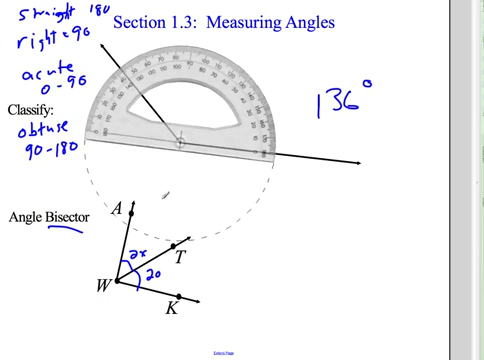 straight 180
Section 1.3: Measuring Angles
right = 90
acute
0-90
136°
Classify:
obtuse
90-180
Angle Bisector
A
2x
T
20
W
K
Extend Page